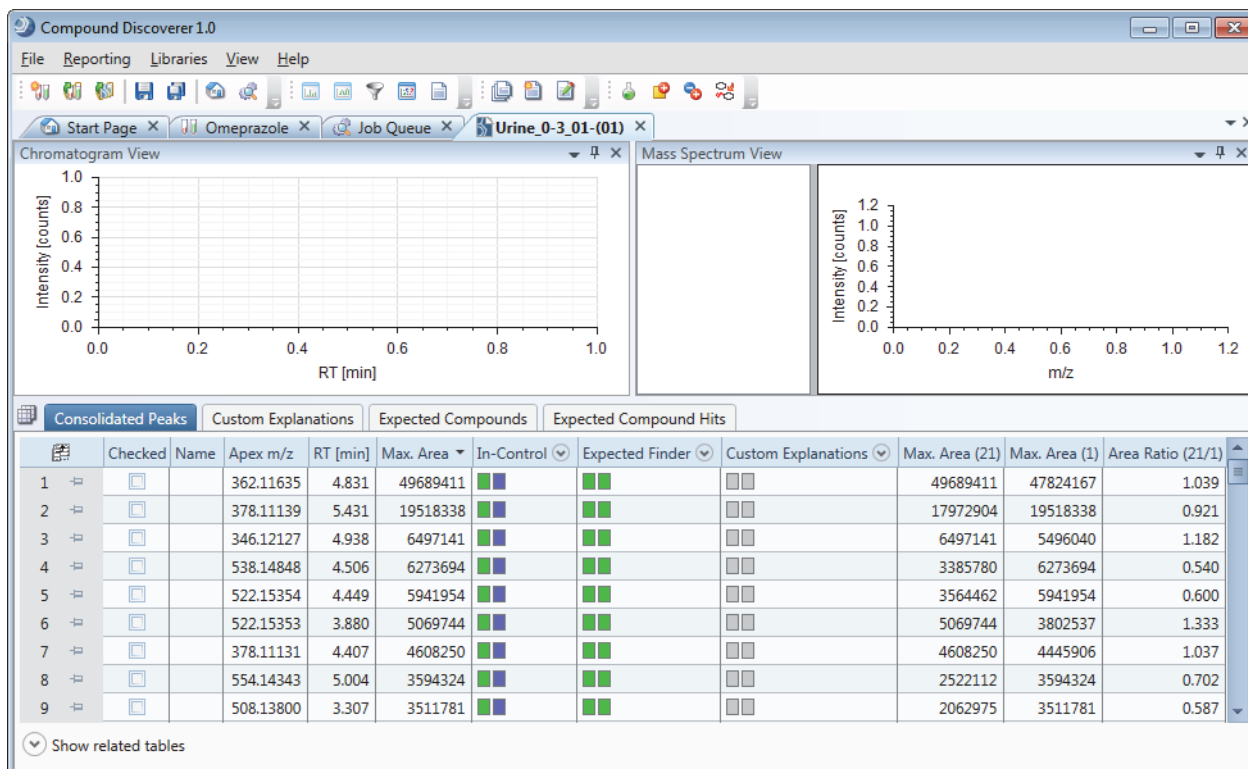 Compound Discoverer 1.0
File Reporting Libraries View Help
Start Page Omeprazole Job Queue Urine_0-3_01-(01)
Chromatogram View
Intensity [counts]
1.0
0.8
0.6
0.4
0.2
0.0
0.0 0.2 0.4 0.6 0.8 1.0
RT [min]
Mass Spectrum View
Intensity [counts]
1.2
1.0
0.8
0.6
0.4
0.2
0.0
0.0 0.2 0.4 0.6 0.8 1.0 1.2
m/z
Consolidated Peaks Custom Explanations Expected Compounds Expected Compound Hits
Checked Name Apex m/z RT [min] Max. Area In-Control Expected Finder Custom Explanations Max. Area (21) Max. Area (1) Area Ratio (21/1)
1 362.11635 4.831 49689411 49689411 47824167 1.039
2 378.11139 5.431 19518338 17972904 19518338 0.921
3 346.12127 4.938 6497141 6497141 5496040 1.182
4 538.14848 4.506 6273694 3385780 6273694 0.540
5 522.15354 4.449 5941954 3564462 5941954 0.600
6 522.15353 3.880 5069744 5069744 3802537 1.333
7 378.11131 4.407 4608250 4608250 4445906 1.037
8 554.14343 5.004 3594324 2522112 3594324 0.702
9 508.13800 3.307 3511781 2062975 3511781 0.587
Show related tables